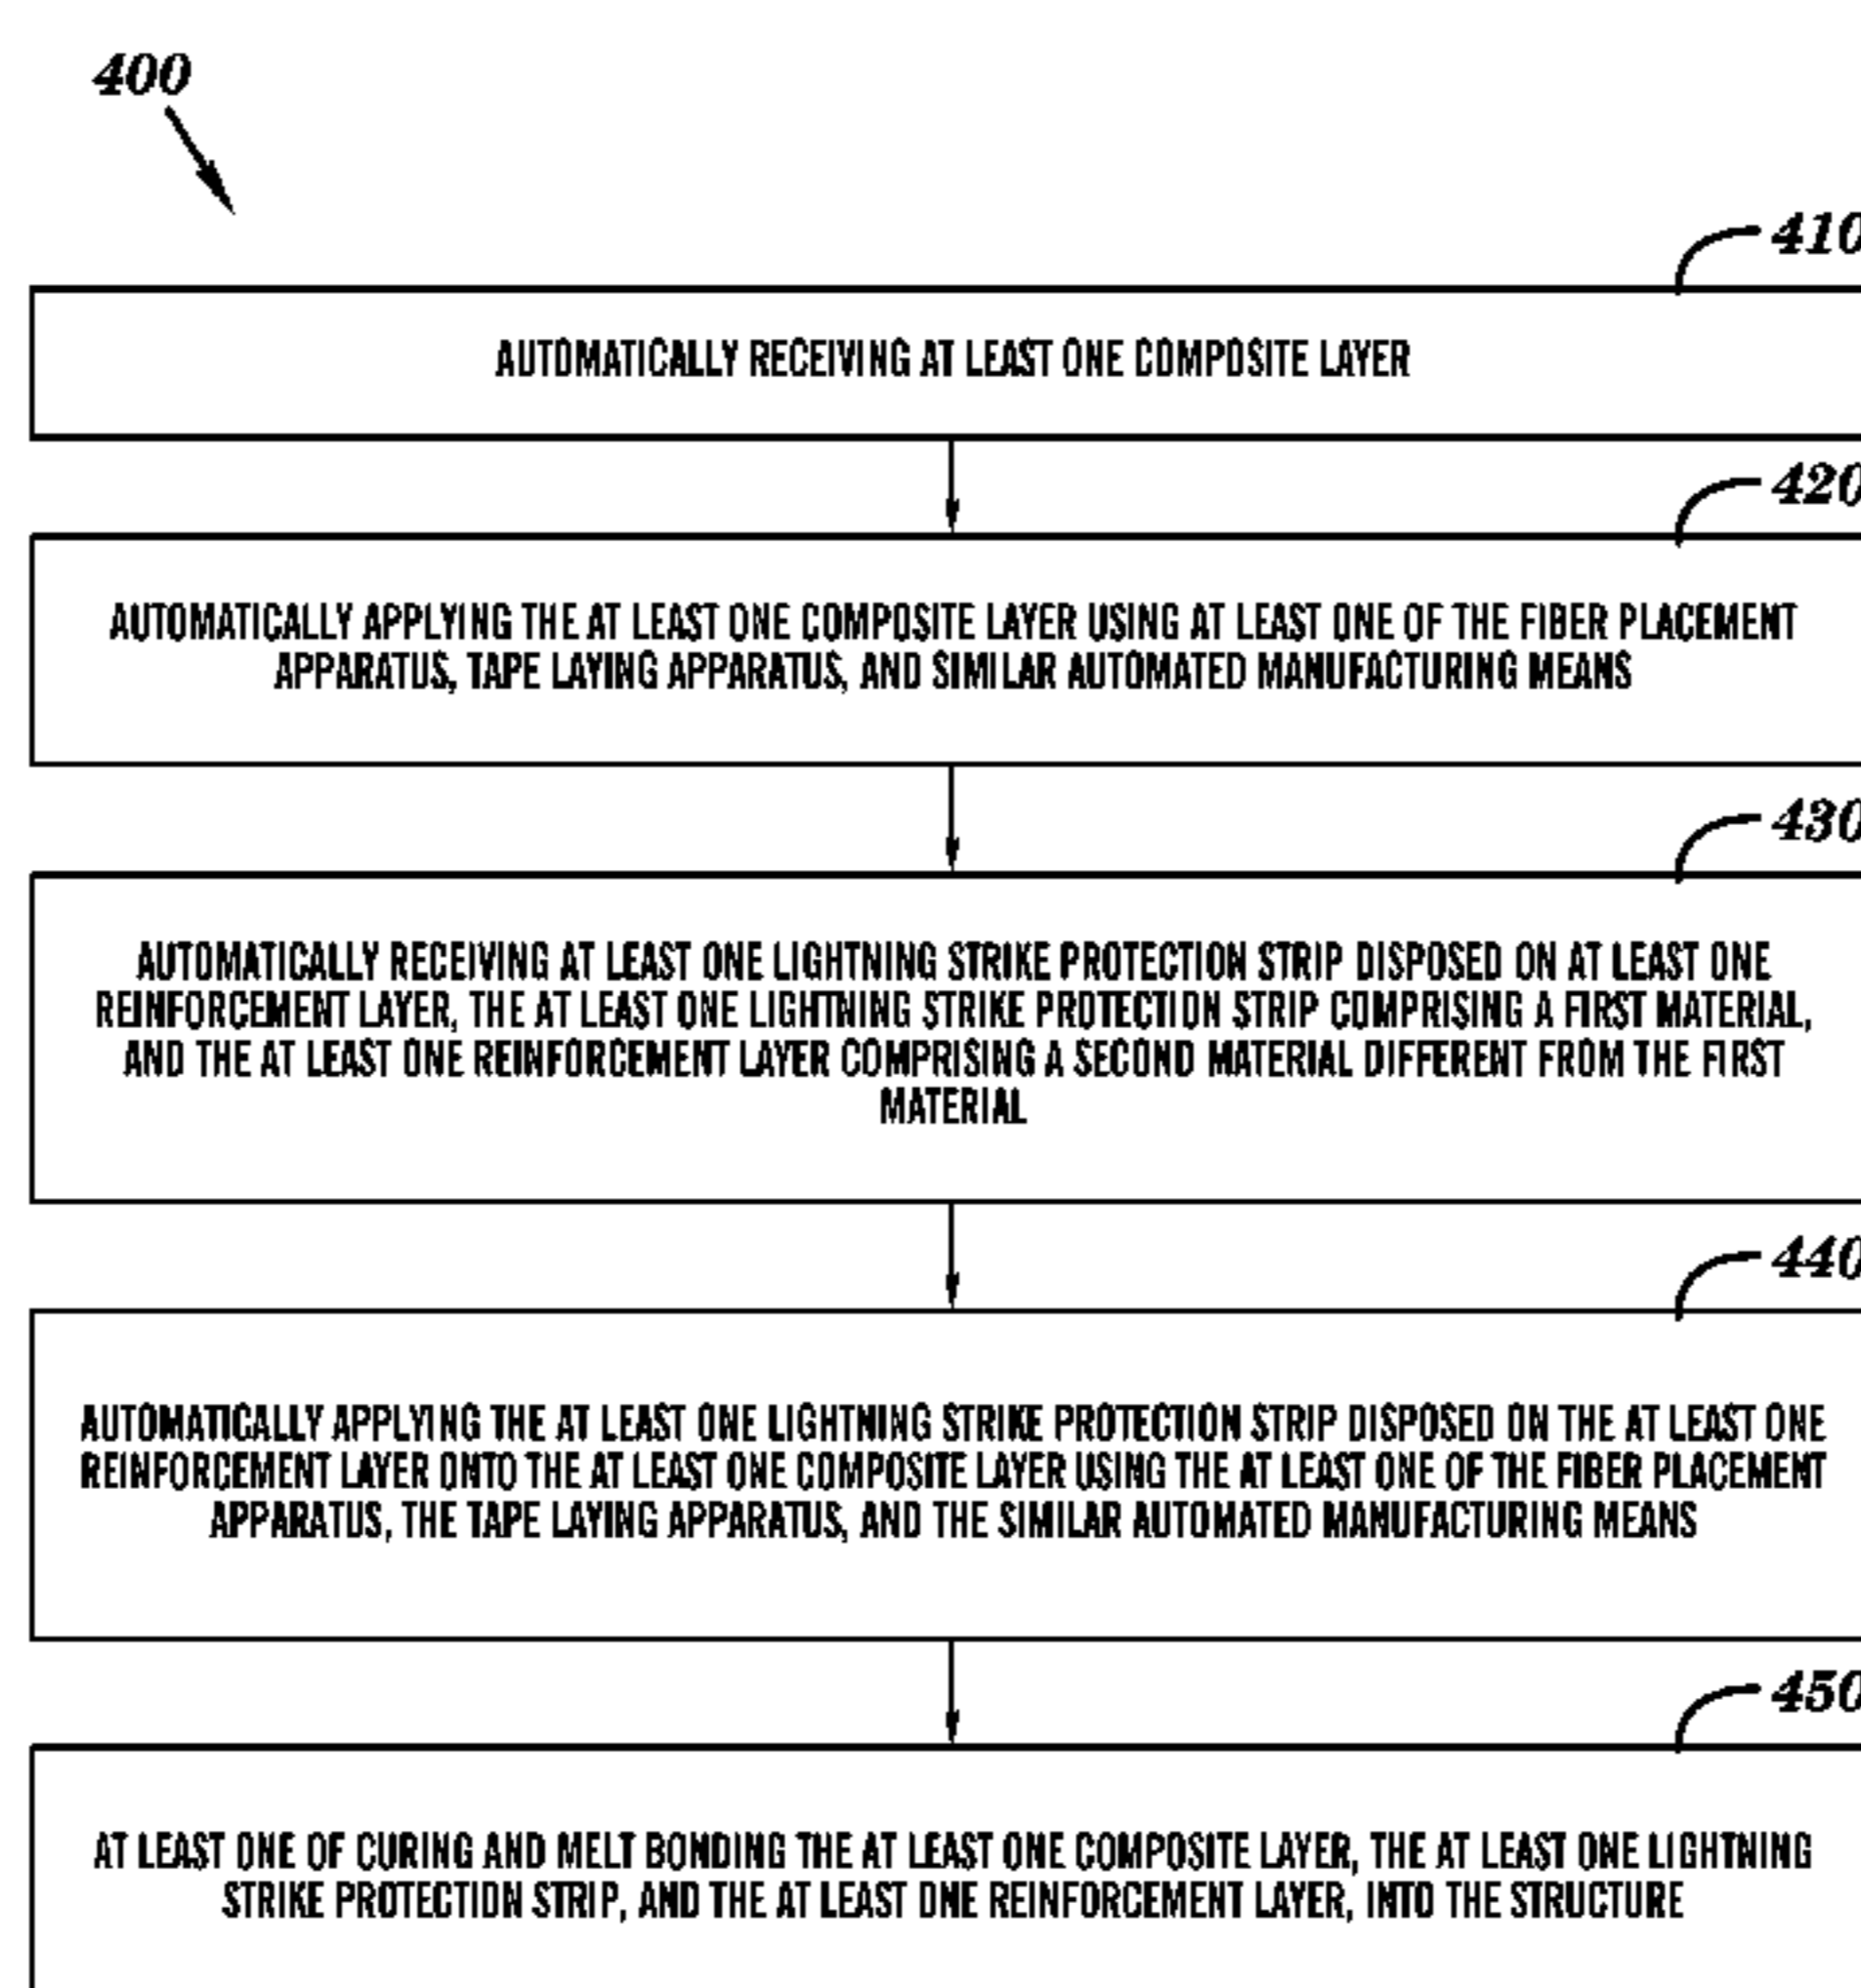 400
410
AUTOMATICALLY RECEIVING AT LEAST ONE COMPOSITE LAYER
420
AUTOMATICALLY APPLYING THE AT LEAST ONE COMPOSITE LAYER USING AT LEAST ONE OF THE FIBER PLACEMENT
APPARATUS, TAPE LAYING APPARATUS, AND SIMILAR AUTOMATED MANUFACTURING MEANS
430
AUTOMATICALLY RECEIVING AT LEAST ONE LIGHTNING STRIKE PROTECTION STRIP DISPOSED ON AT LEAST ONE
REINFORCEMENT LAYER, THE AT LEAST ONE LIGHTNING STRIKE PROTECTION STRIP COMPRISING A FIRST MATERIAL,
AND THE AT LEAST ONE REINFORCEMENT LAYER COMPRISING A SECOND MATERIAL DIFFERENT FROM THE FIRST
MATERIAL
440
AUTOMATICALLY APPLYING THE AT LEAST ONE LIGHTNING STRIKE PROTECTION STRIP DISPOSED ON THE AT LEAST ONE
REINFORCEMENT LAYER ONTO THE AT LEAST ONE COMPOSITE LAYER USING THE AT LEAST ONE OF THE FIBER PLACEMENT
APPARATUS, THE TAPE LAYING APPARATUS, AND THE SIMILAR AUTOMATED MANUFACTURING MEANS
450
AT LEAST ONE OF CURING AND MELT BONDING THE AT LEAST ONE COMPOSITE LAYER, THE AT LEAST ONE LIGHTNING
STRIKE PROTECTION STRIP, AND THE AT LEAST ONE REINFORCEMENT LAYER, INTO THE STRUCTURE